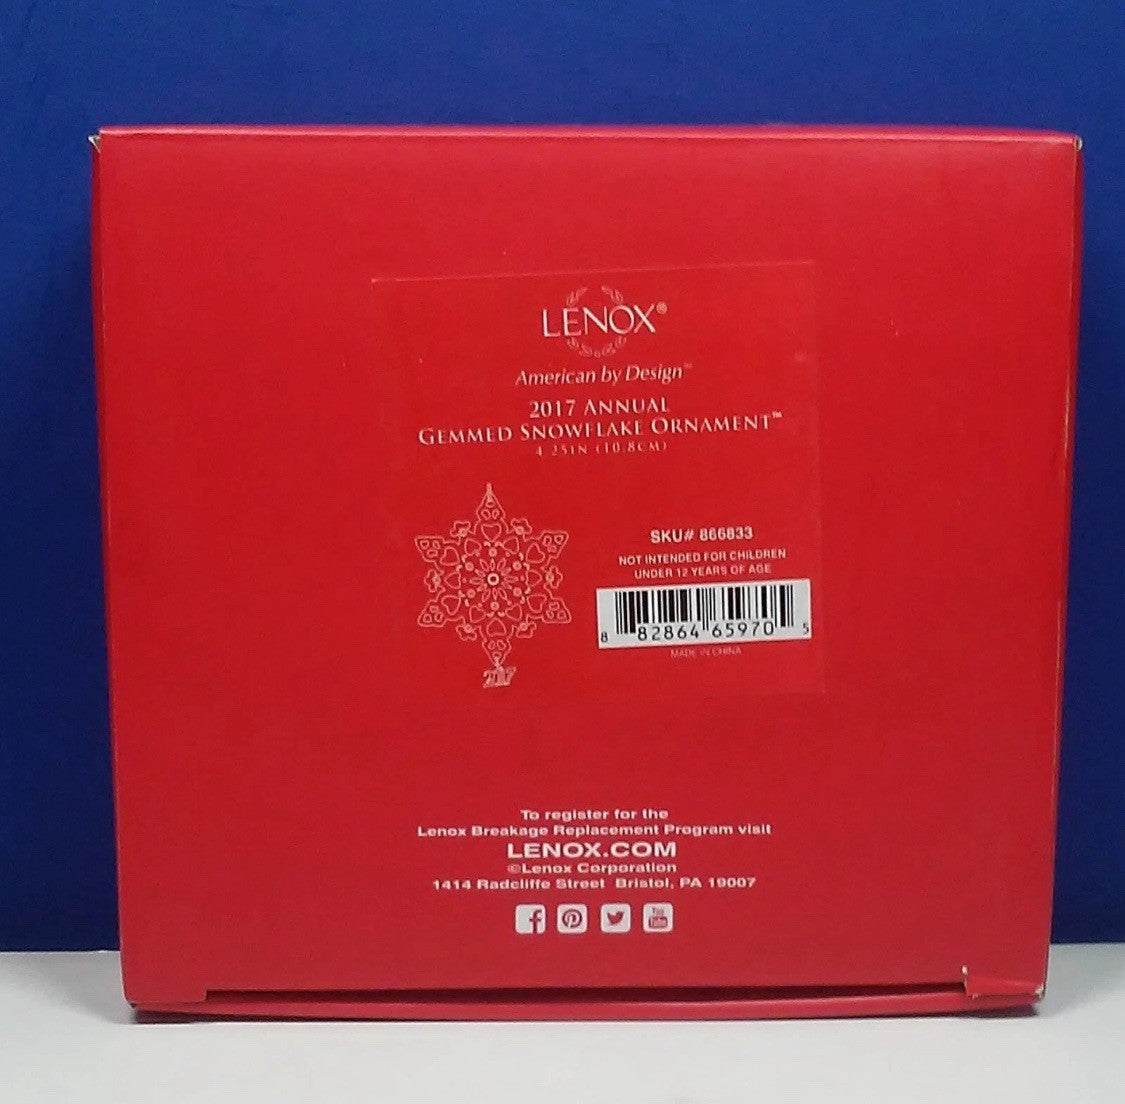 LENOX®
American by Design™
2017 ANNUAL
GEMMED SNOWFLAKE ORNAMENT™
4.25IN (10.8CM)
2017
SKU# 866833
NOT INTENDED FOR CHILDREN
UNDER 12 YEARS OF AGE
8 82864 65970 5
MADE IN CHINA
To register for the
Lenox Breakage Replacement Program visit
LENOX.COM
©Lenox Corporation
1414 Radcliffe Street Bristol, PA 19007
f P You Tube